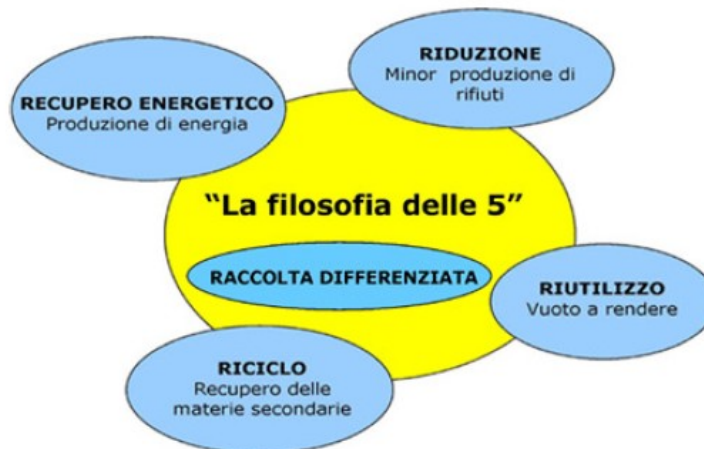 RIDUZIONE
Minor produzione di
rifiuti
RECUPERO ENERGETICO
Produzione di energia
“La filosofia delle 5”
RACCOLTA DIFFERENZIATA
RIUTILIZZO
Vuoto a rendere
RICICLO
Recupero delle
materie secondarie